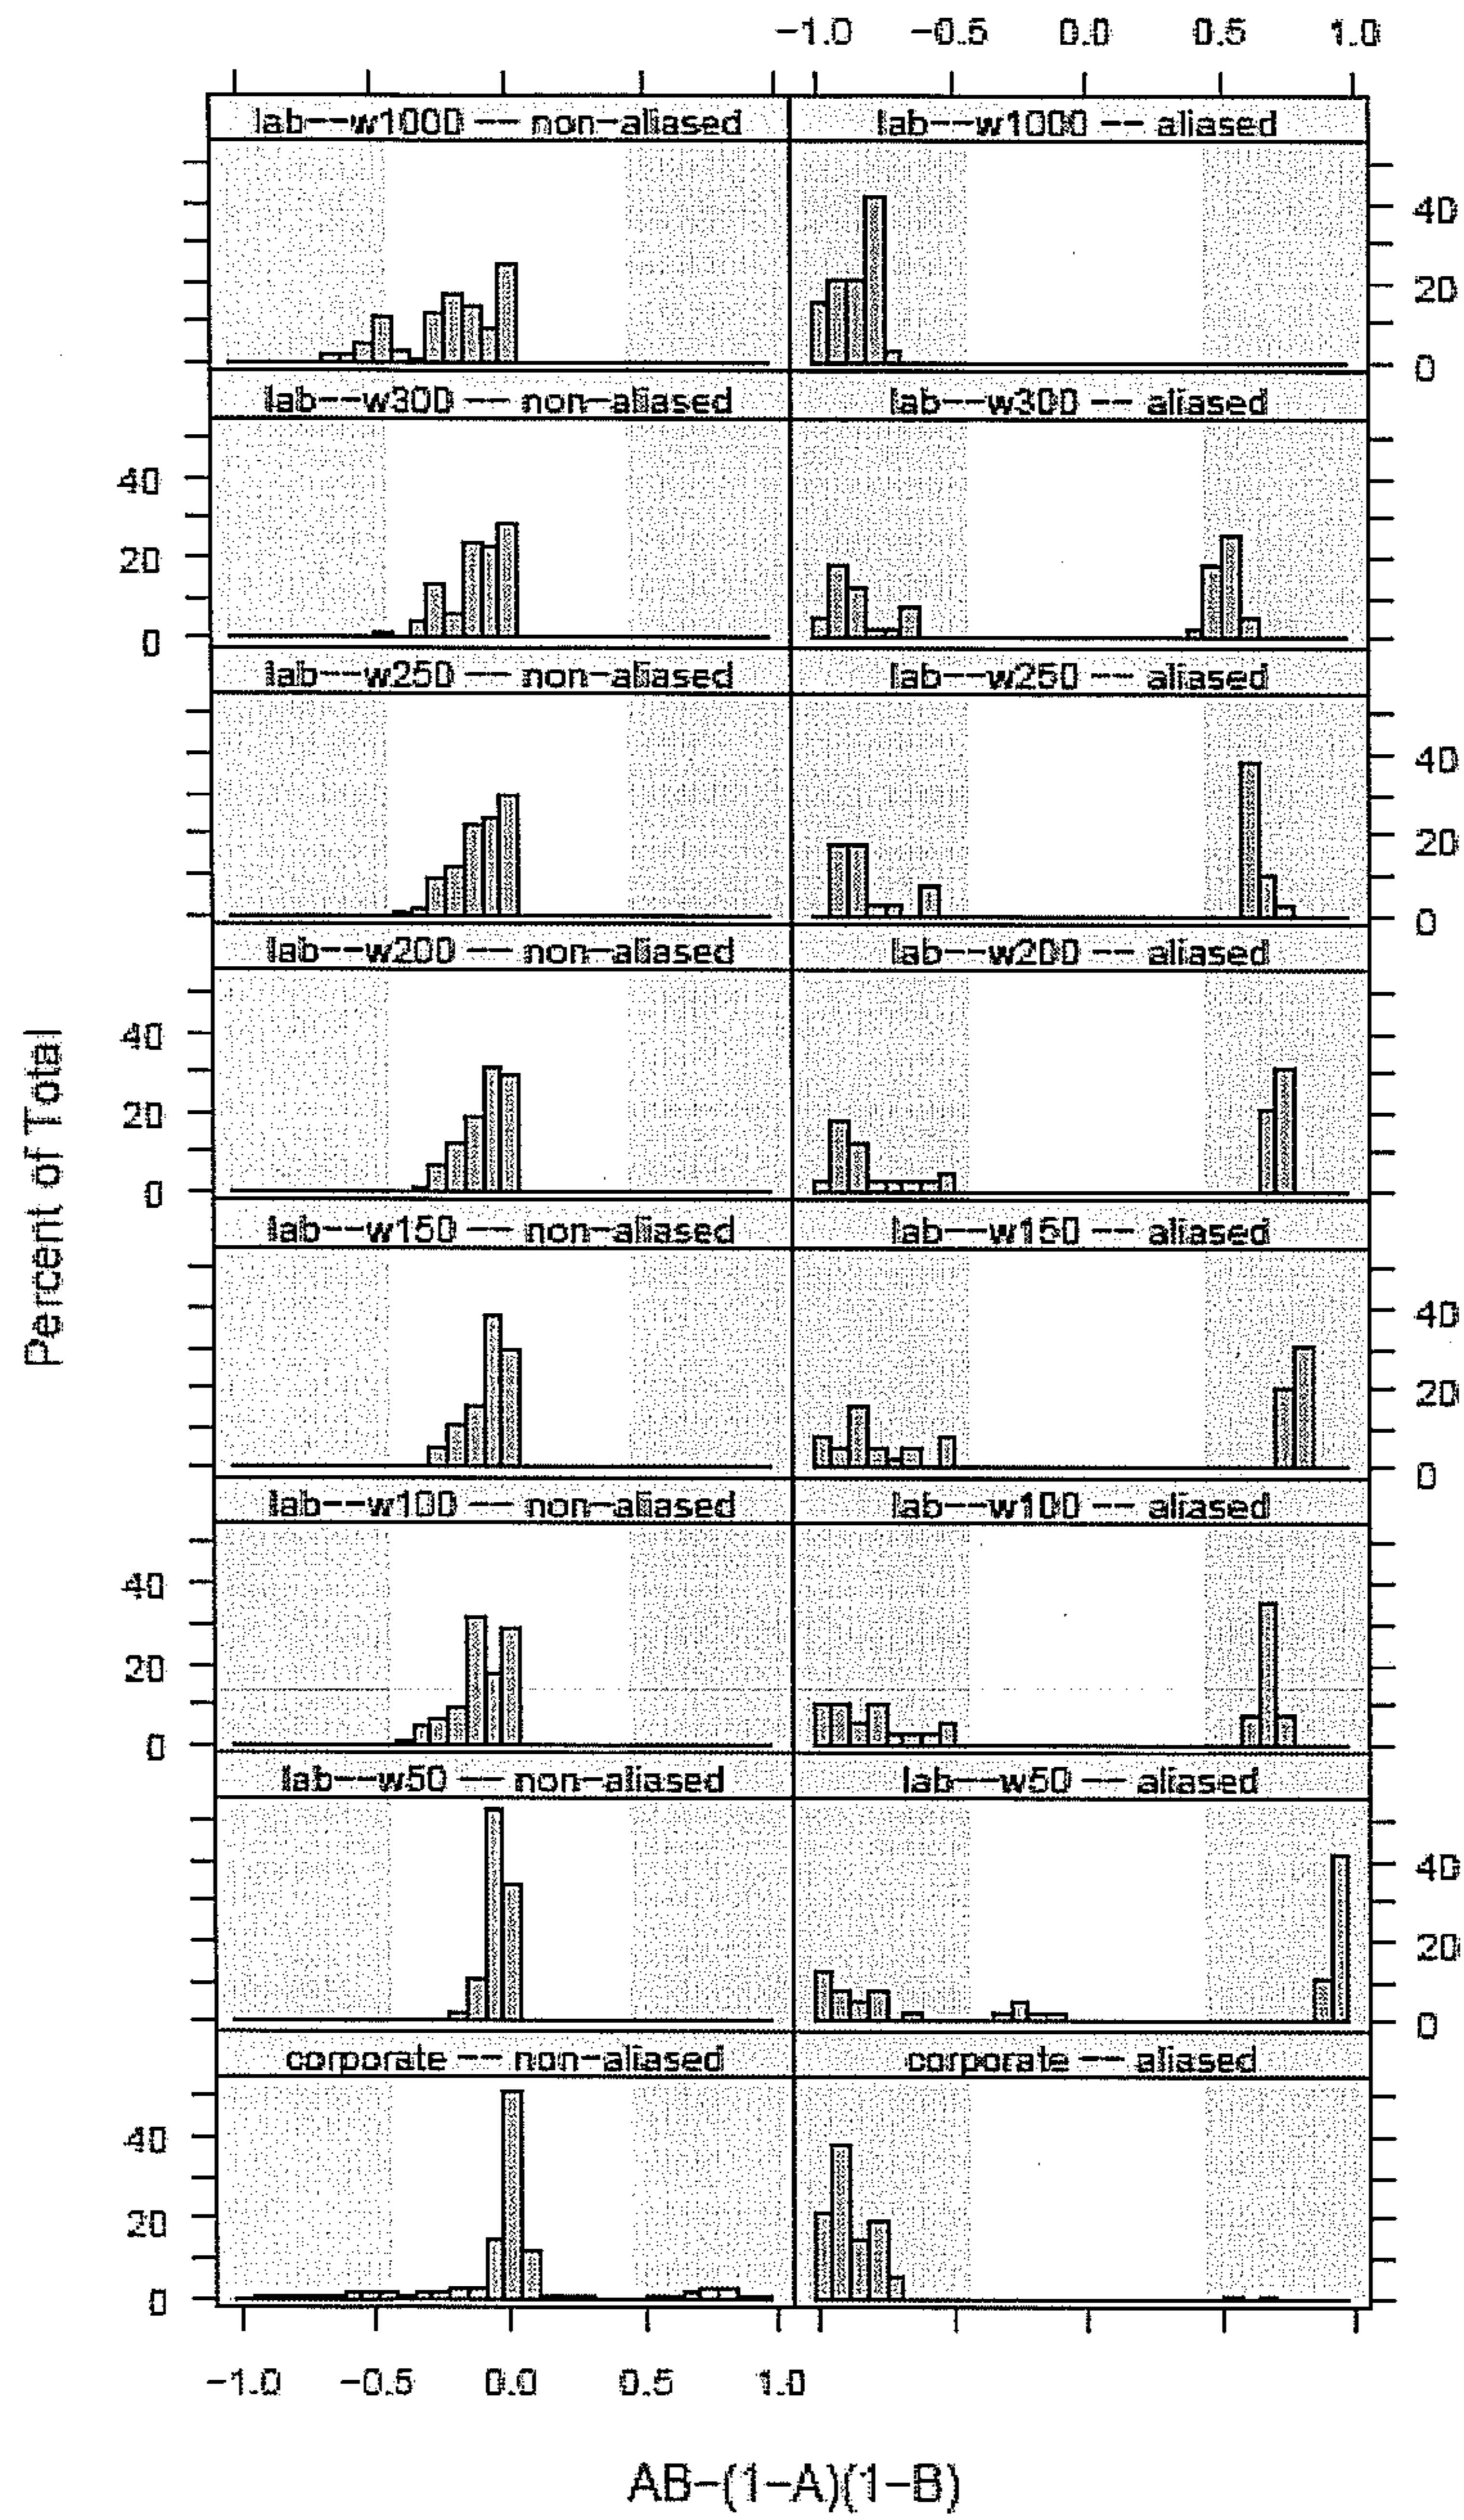 −1.0 −0.5 0.0 0.5 1.0
lab--w1000 -- non-aliased lab--w1000 -- aliased
40
20
0
lab--w300 -- non-aliased lab--w300 -- aliased
40
20
0
lab--w250 -- non-aliased lab--w250 -- aliased
40
20
0
lab--w200 -- non-aliased lab--w200 -- aliased
40
20
0
lab--w150 -- non-aliased lab--w150 -- aliased
40
20
0
lab--w100 -- non-aliased lab--w100 -- aliased
40
20
0
lab--w50 -- non-aliased lab--w50 -- aliased
40
20
0
corporate -- non-aliased corporate -- aliased
40
20
0
−1.0 −0.5 0.0 0.5 1.0
Percent of Total
AB−(1−A)(1−B)